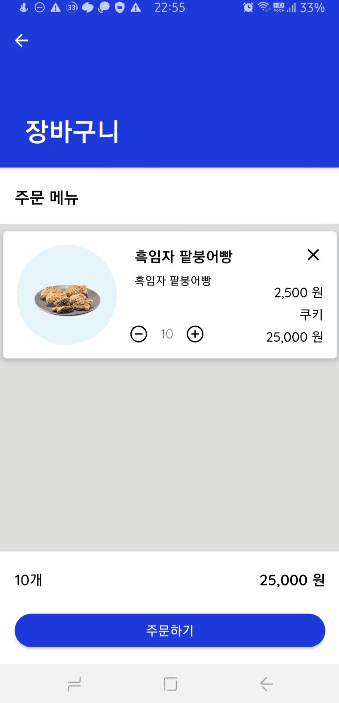 22:55
33%
장바구니
주문 메뉴
흑임자 팥붕어빵
흑임자 팥붕어빵
2,500 원
쿠키
10
25,000 원
10개
25,000 원
주문하기